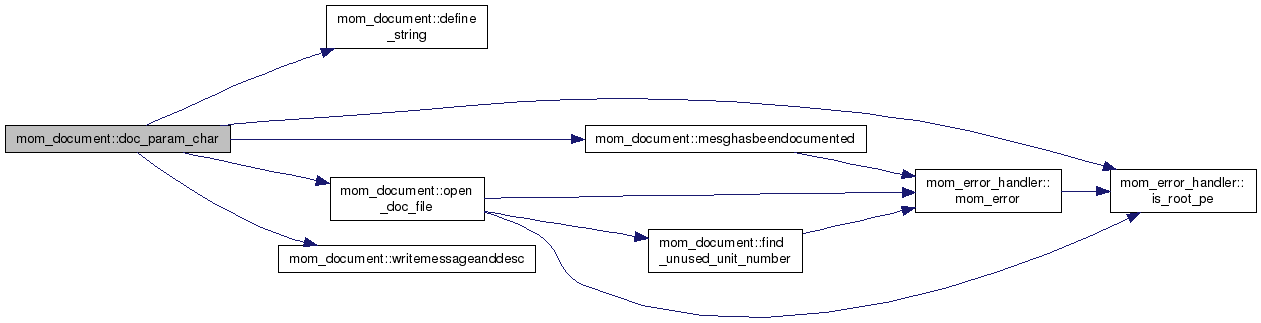 mom_document::define
_string
mom_document::doc_param_char
mom_document::mesghasbeendocumented
mom_document::open
_doc_file
mom_error_handler::
mom_error
mom_error_handler::
is_root_pe
mom_document::find
_unused_unit_number
mom_document::writemessageanddesc